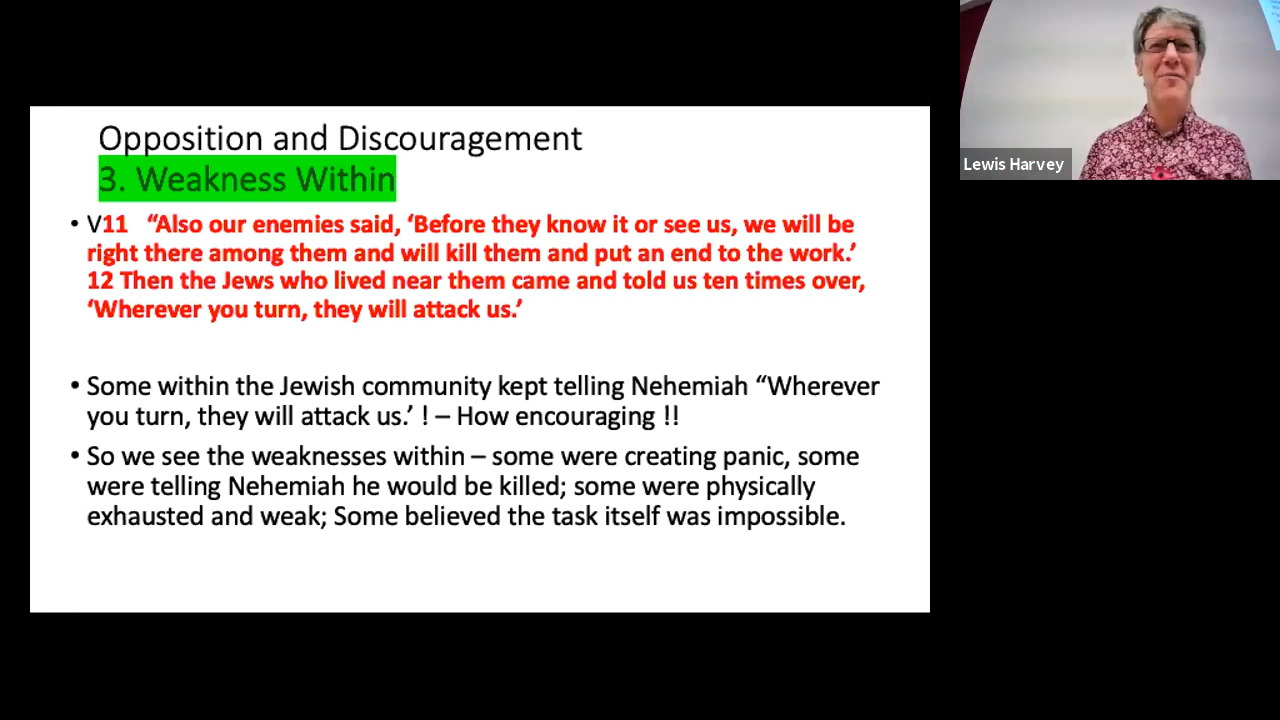 Opposition and Discouragement
3. Weakness Within
• V11 “Also our enemies said, ‘Before they know it or see us, we will be
right there among them and will kill them and put an end to the work.’
12 Then the Jews who lived near them came and told us ten times over,
‘Wherever you turn, they will attack us.’
• Some within the Jewish community kept telling Nehemiah “Wherever
you turn, they will attack us.’ ! – How encouraging !!
• So we see the weaknesses within – some were creating panic, some
were telling Nehemiah he would be killed; some were physically
exhausted and weak; Some believed the task itself was impossible.
Lewis Harvey